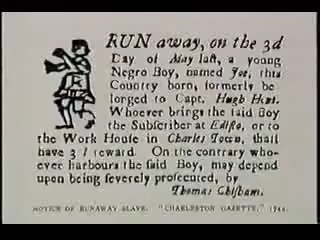 RUN away, on the 3d
Day of May last, a young
Negro Boy, named Joe, this
Country born, formerly be-
longed to Capt. Hugh Hext.
Whoever brings the said Boy
the Subscriber at Edisto, or to
the Work House in Charles Town, shall
have 3 l reward. On the contrary who-
ever harbours the said Boy, may depend
upon being severely prosecuted, by
Thomas Chisham.
NOTICE OF RUNAWAY SLAVE. "CHARLESTON GAZETTE,"